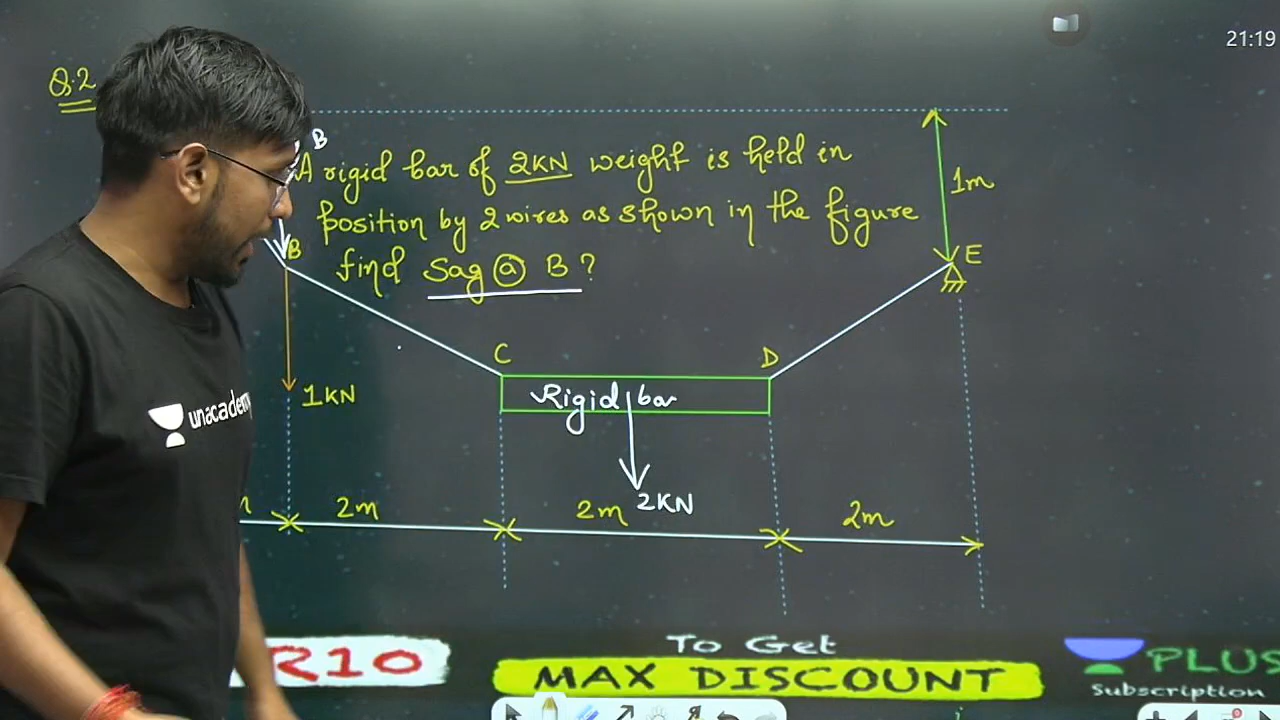 21:19
Q.2
B
A rigid bar of 2KN weight is held in
position by 2 wires as shown in the figure
find Sag @ B ?
1m
B
E
C
D
1KN
Rigid bar
2KN
2m
2m
2m
unacademy
R10
To Get
MAX DISCOUNT
PLUS
Subscription